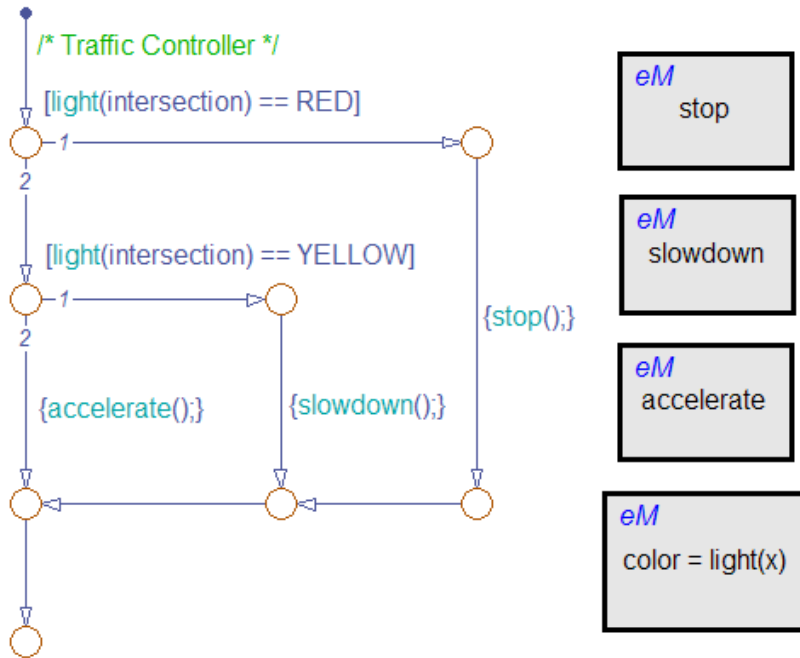 /* Traffic Controller */
[light(intersection) == RED]
1
2
[light(intersection) == YELLOW]
1
2
{stop();}
{accelerate();}
{slowdown();}
eM
stop
eM
slowdown
eM
accelerate
eM
color = light(x)